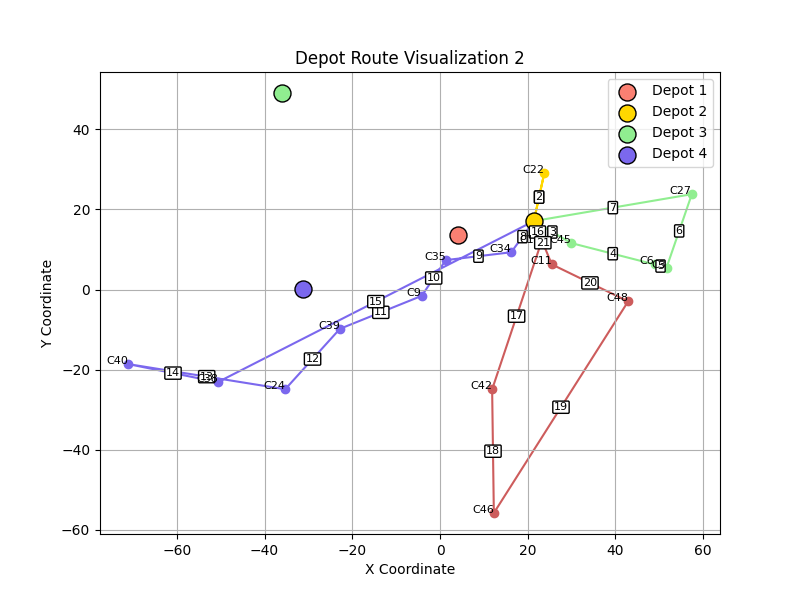 Depot Route Visualization 2
Depot 1
Depot 2
Depot 3
Depot 4
Y Coordinate
40
20
0
−20
−40
−60
C22
2
C27
7
16
3
C45
21
4
C6
6
C34
9
C35
10
C11
20
C48
C9
15
11
C39
12
17
C40
14
13
C24
C42
19
18
C46
−60
−40
−20
0
20
40
60
X Coordinate